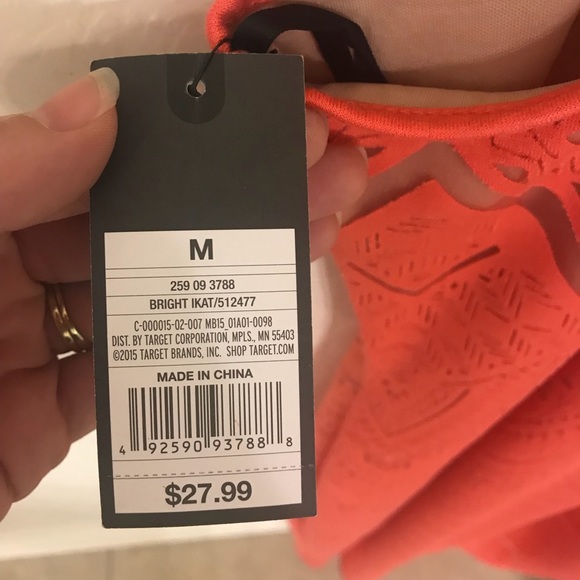 M
259 09 3788
BRIGHT IKAT/512477
C-000015-02-007 MB15_01A01-0098
DIST. BY TARGET CORPORATION, MPLS., MN 55403
©2015 TARGET BRANDS, INC. SHOP TARGET.COM
MADE IN CHINA
4 92590 93788 8
$27.99